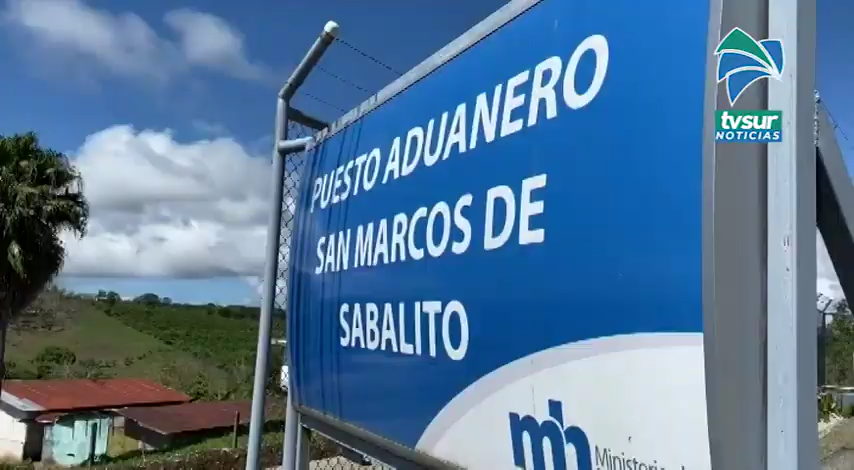 PUESTO ADUANERO
SAN MARCOS DE
SABALITO
mh
tvsur
NOTICIAS